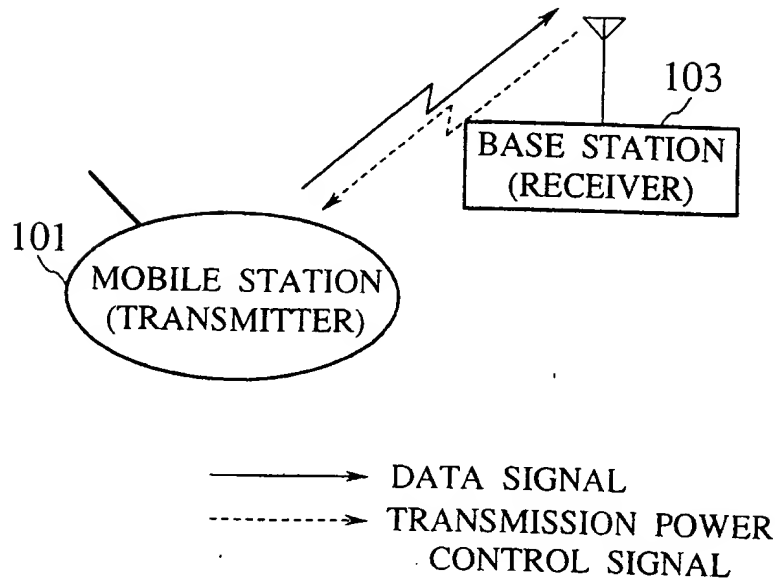 103
BASE STATION
(RECEIVER)
101
MOBILE STATION
(TRANSMITTER)
DATA SIGNAL
TRANSMISSION POWER
CONTROL SIGNAL